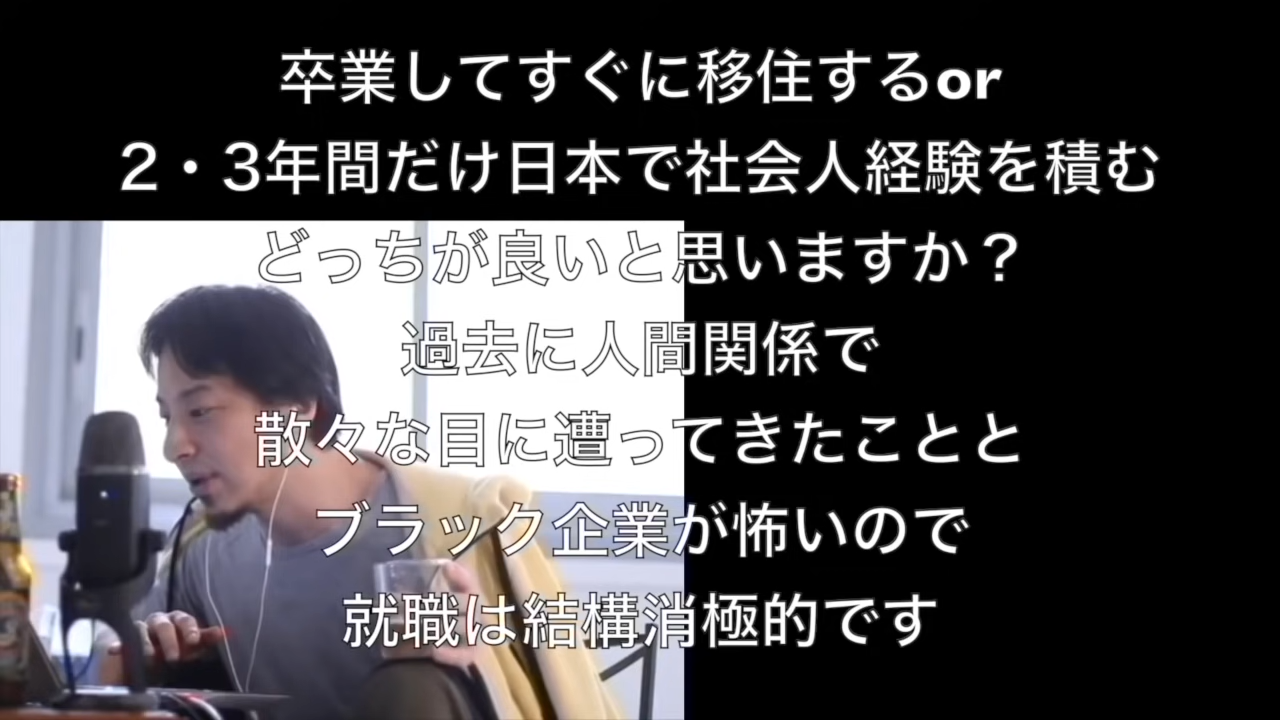 卒業してすぐに移住するor
2・3年間だけ日本で社会人経験を積む
どっちが良いと思いますか？
過去に人間関係で
散々な目に遭ってきたことと
ブラック企業が怖いので
就職は結構消極的です